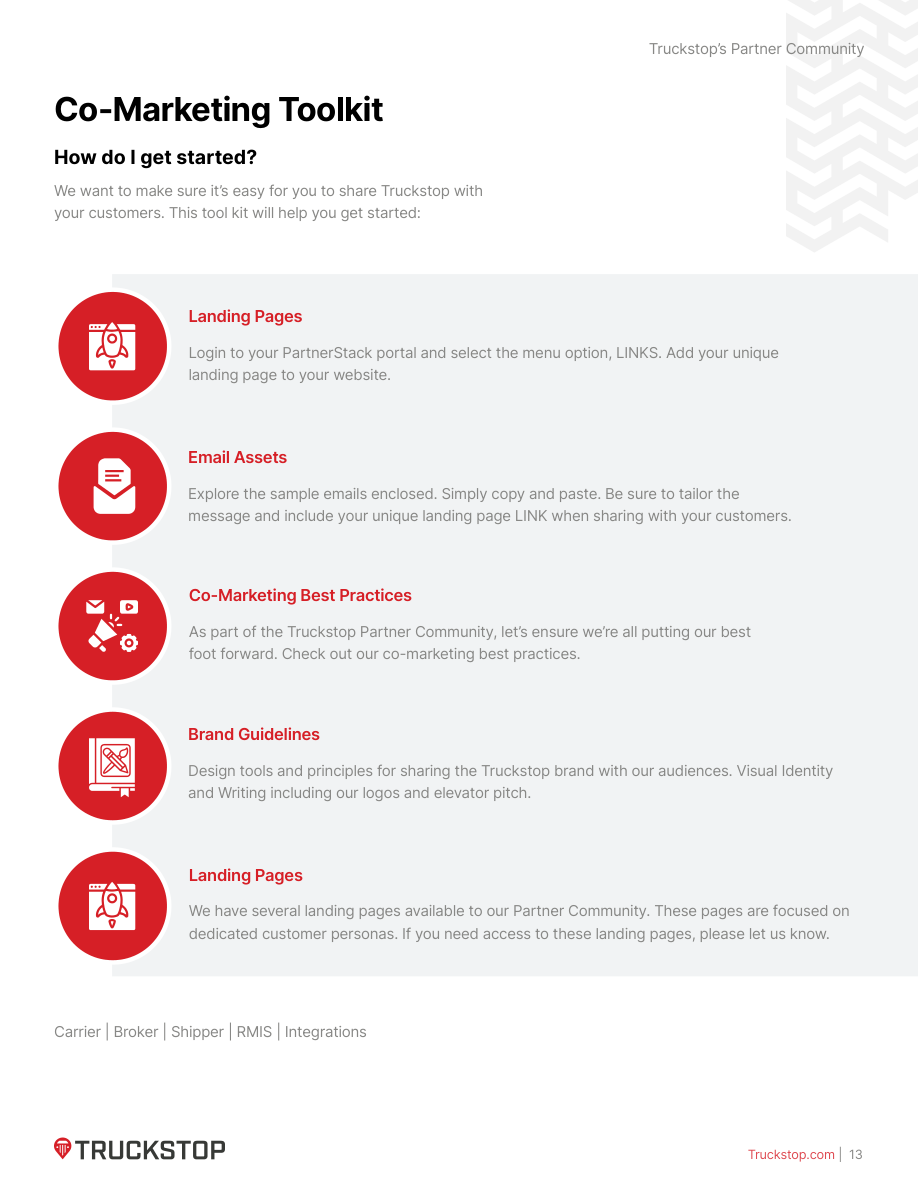 Truckstop’s Partner Community
Co-Marketing Toolkit
How do I get started?
We want to make sure it’s easy for you to share Truckstop with
your customers. This tool kit will help you get started:
Landing Pages
Login to your PartnerStack portal and select the menu option, LINKS. Add your unique
landing page to your website.
Email Assets
Explore the sample emails enclosed. Simply copy and paste. Be sure to tailor the
message and include your unique landing page LINK when sharing with your customers.
Co-Marketing Best Practices
As part of the Truckstop Partner Community, let’s ensure we’re all putting our best
foot forward. Check out our co-marketing best practices.
Brand Guidelines
Design tools and principles for sharing the Truckstop brand with our audiences. Visual Identity
and Writing including our logos and elevator pitch.
Landing Pages
We have several landing pages available to our Partner Community. These pages are focused on
dedicated customer personas. If you need access to these landing pages, please let us know.
Carrier | Broker | Shipper | RMIS | Integrations
TRUCKSTOP
Truckstop.com | 13